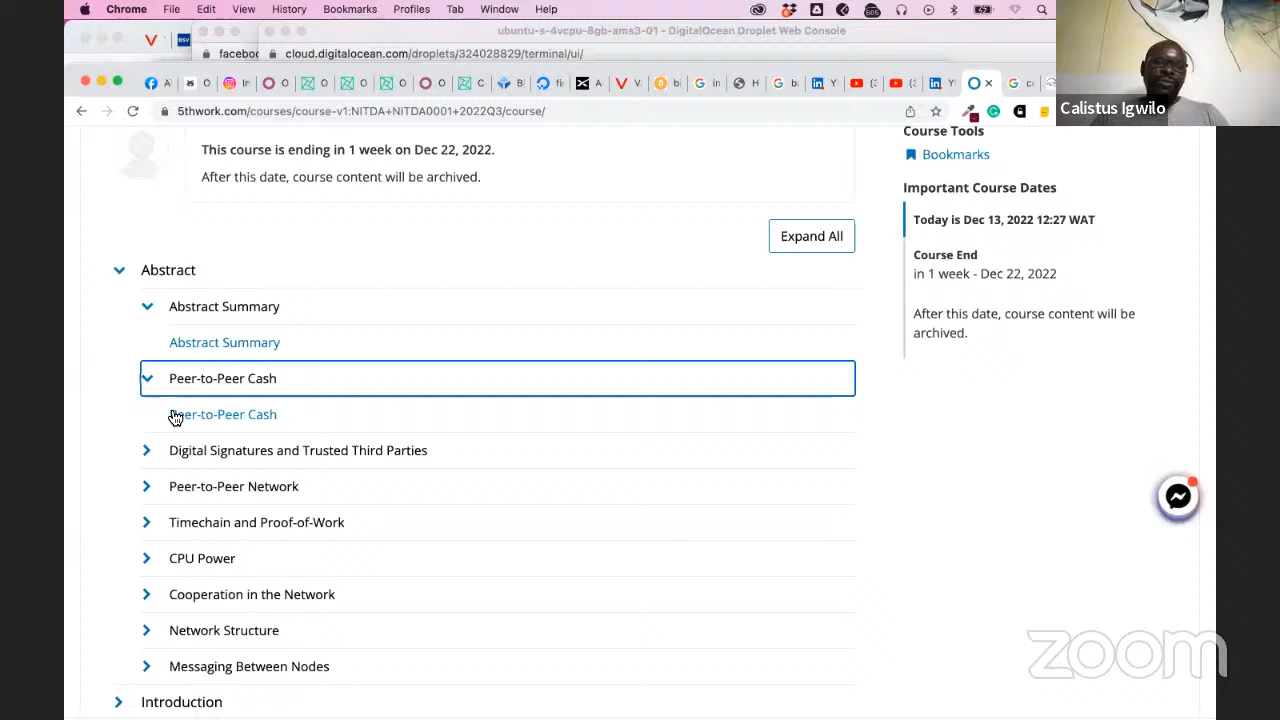 Chrome File Edit View History Bookmarks Profiles Tab Window Help
ubuntu-s-4vcpu-8gb-ams3-01 - DigitalOcean Droplet Web Console
BSV
cloud.digitalocean.com/droplets/324028829/terminal/ui/
5thwork.com/courses/course-v1:NITDA+NITDA0001+2022Q3/course/
Calistus Igwilo
This course is ending in 1 week on Dec 22, 2022.
After this date, course content will be archived.
Expand All
Abstract
Abstract Summary
Abstract Summary
Peer-to-Peer Cash
Peer-to-Peer Cash
Digital Signatures and Trusted Third Parties
Peer-to-Peer Network
Timechain and Proof-of-Work
CPU Power
Cooperation in the Network
Network Structure
Messaging Between Nodes
Introduction
Course Tools
Bookmarks
Important Course Dates
Today is Dec 13, 2022 12:27 WAT
Course End
in 1 week - Dec 22, 2022
After this date, course content will be
archived.
zoom